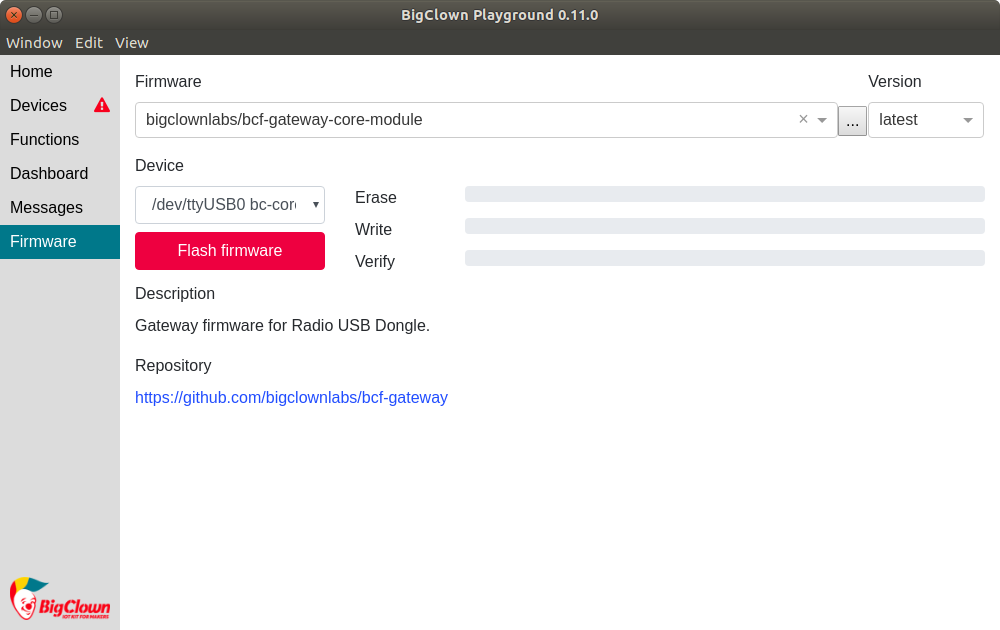 BigClown Playground 0.11.0
Window Edit View
Home
Devices
Functions
Dashboard
Messages
Firmware
Firmware Version
bigclownlabs/bcf-gateway-core-module × ... latest
Device
/dev/ttyUSB0 bc-core
Flash firmware
Erase
Write
Verify
Description
Gateway firmware for Radio USB Dongle.
Repository
https://github.com/bigclownlabs/bcf-gateway
BigClown
IOT KIT FOR MAKERS